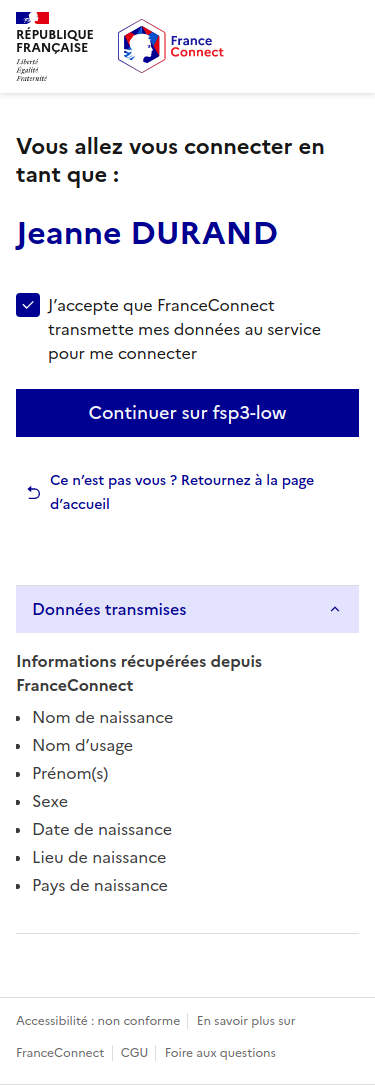 RÉPUBLIQUE
FRANÇAISE
Liberté
Égalité
Fraternité
France
Connect
Vous allez vous connecter en
tant que :
Jeanne DURAND
J’accepte que FranceConnect
transmette mes données au service
pour me connecter
Continuer sur fsp3-low
Ce n’est pas vous ? Retournez à la page
d’accueil
Données transmises
Informations récupérées depuis
FranceConnect
• Nom de naissance
• Nom d’usage
• Prénom(s)
• Sexe
• Date de naissance
• Lieu de naissance
• Pays de naissance
Accessibilité : non conforme En savoir plus sur
FranceConnect CGU Foire aux questions